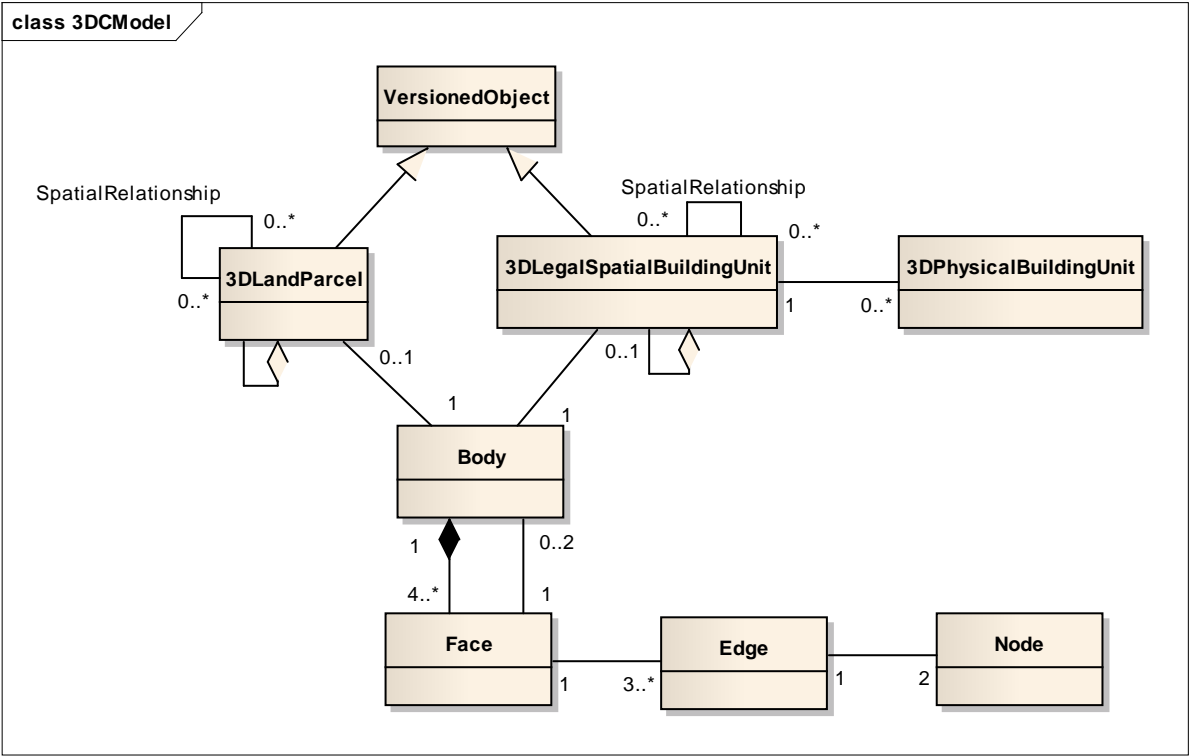 class 3DCModel
VersionedObject
SpatialRelationship
0..*
0..*
3DLandParcel
SpatialRelationship
0..*
0..*
3DLegalSpatialBuildingUnit
1
0..*
3DPhysicalBuildingUnit
0..1
0..1
1
1
Body
1
0..2
4..*
1
Face
1
3..*
Edge
1
2
Node